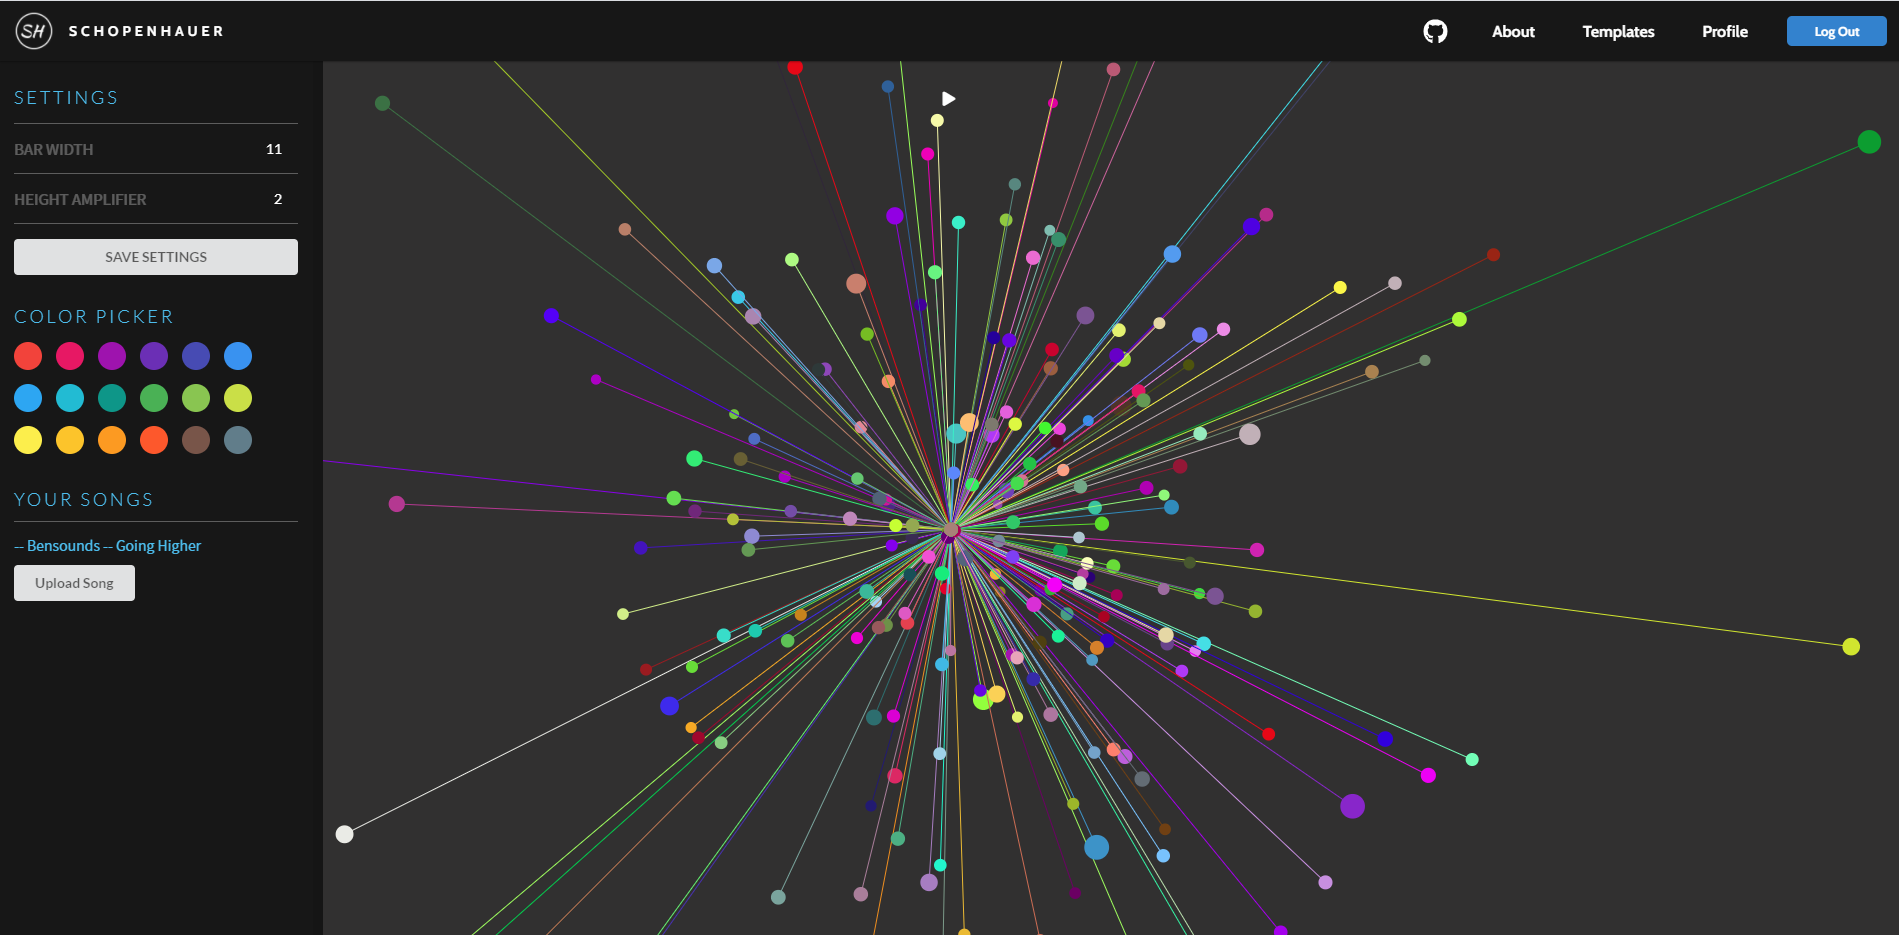 SH SCHOPENHAUER
About Templates Profile Log Out
SETTINGS
BAR WIDTH 11
HEIGHT AMPLIFIER 2
SAVE SETTINGS
COLOR PICKER
YOUR SONGS
-- Bensounds -- Going Higher
Upload Song